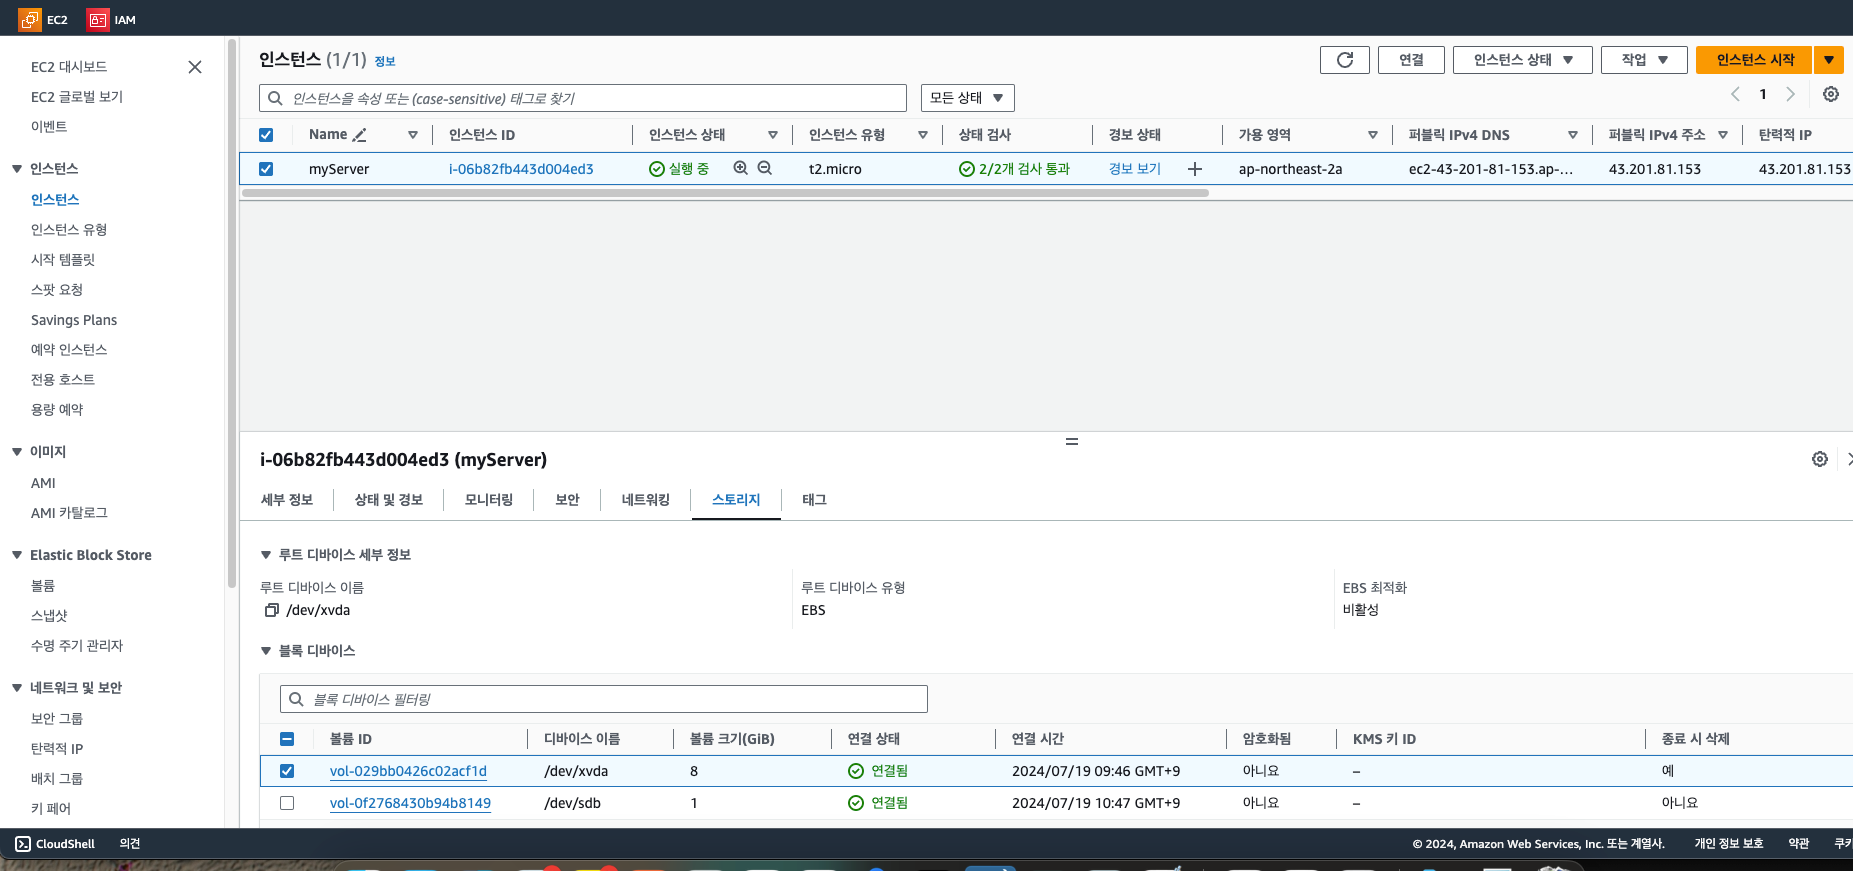 EC2 IAM
EC2 대시보드
EC2 글로벌 보기
이벤트
인스턴스
인스턴스
인스턴스 유형
시작 템플릿
스팟 요청
Savings Plans
예약 인스턴스
전용 호스트
용량 예약
이미지
AMI
AMI 카탈로그
Elastic Block Store
볼륨
스냅샷
수명 주기 관리자
네트워크 및 보안
보안 그룹
탄력적 IP
배치 그룹
키 페어
인스턴스 (1/1) 정보
연결 인스턴스 상태 작업 인스턴스 시작
인스턴스을 속성 또는 (case-sensitive) 태그로 찾기 모든 상태 1
Name 인스턴스 ID 인스턴스 상태 인스턴스 유형 상태 검사 경보 상태 가용 영역 퍼블릭 IPv4 DNS 퍼블릭 IPv4 주소 탄력적 IP
myServer i-06b82fb443d004ed3 실행 중 t2.micro 2/2개 검사 통과 경보 보기 ap-northeast-2a ec2-43-201-81-153.ap-... 43.201.81.153 43.201.81.153
i-06b82fb443d004ed3 (myServer)
세부 정보 상태 및 경보 모니터링 보안 네트워킹 스토리지 태그
루트 디바이스 세부 정보
루트 디바이스 이름 루트 디바이스 유형 EBS 최적화
/dev/xvda EBS 비활성
블록 디바이스
블록 디바이스 필터링
볼륨 ID 디바이스 이름 볼륨 크기(GiB) 연결 상태 연결 시간 암호화됨 KMS 키 ID 종료 시 삭제
vol-029bb0426c02acf1d /dev/xvda 8 연결됨 2024/07/19 09:46 GMT+9 아니요 – 예
vol-0f2768430b94b8149 /dev/sdb 1 연결됨 2024/07/19 10:47 GMT+9 아니요 – 아니요
CloudShell 의견 © 2024, Amazon Web Services, Inc. 또는 계열사. 개인 정보 보호 약관 쿠키